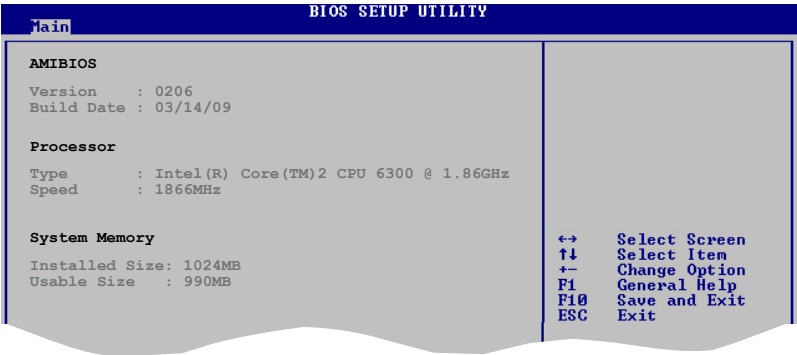 BIOS SETUP UTILITY
Main
AMIBIOS
Version : 0206
Build Date : 03/14/09
Processor
Type : Intel(R) Core(TM)2 CPU 6300 @ 1.86GHz
Speed : 1866MHz
System Memory
Installed Size: 1024MB
Usable Size : 990MB
←→ Select Screen
↑↓ Select Item
+- Change Option
F1 General Help
F10 Save and Exit
ESC Exit